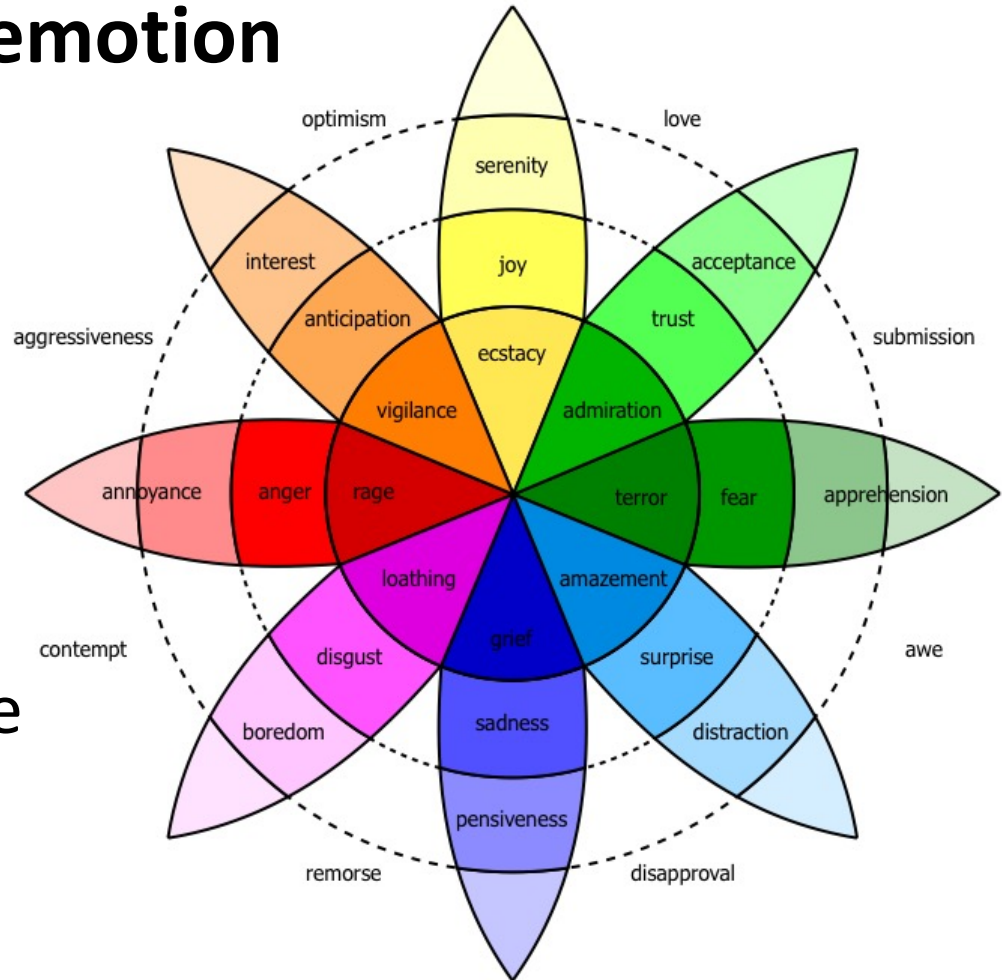 emotion
optimism
love
serenity
interest
acceptance
joy
anticipation
trust
aggressiveness
submission
ecstacy
vigilance
admiration
annoyance
anger
rage
terror
fear
apprehension
loathing
amazement
grief
contempt
awe
disgust
surprise
e
sadness
boredom
distraction
pensiveness
remorse
disapproval